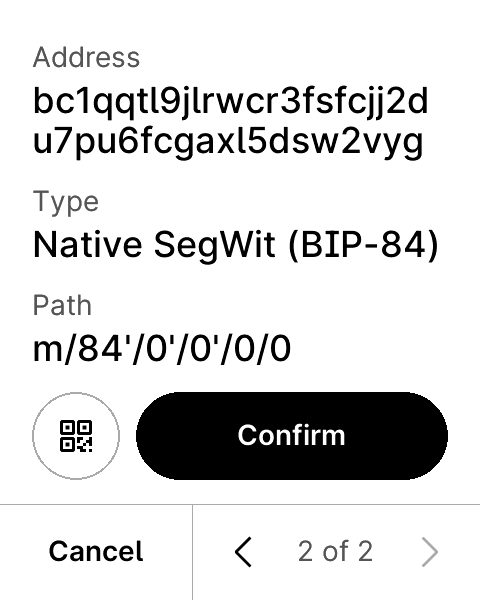 Address
bc1qqtl9jlrwcr3fsfcjj2d
u7pu6fcgaxl5dsw2vyg
Type
Native SegWit (BIP-84)
Path
m/84'/0'/0'/0/0
Confirm
Cancel
2 of 2